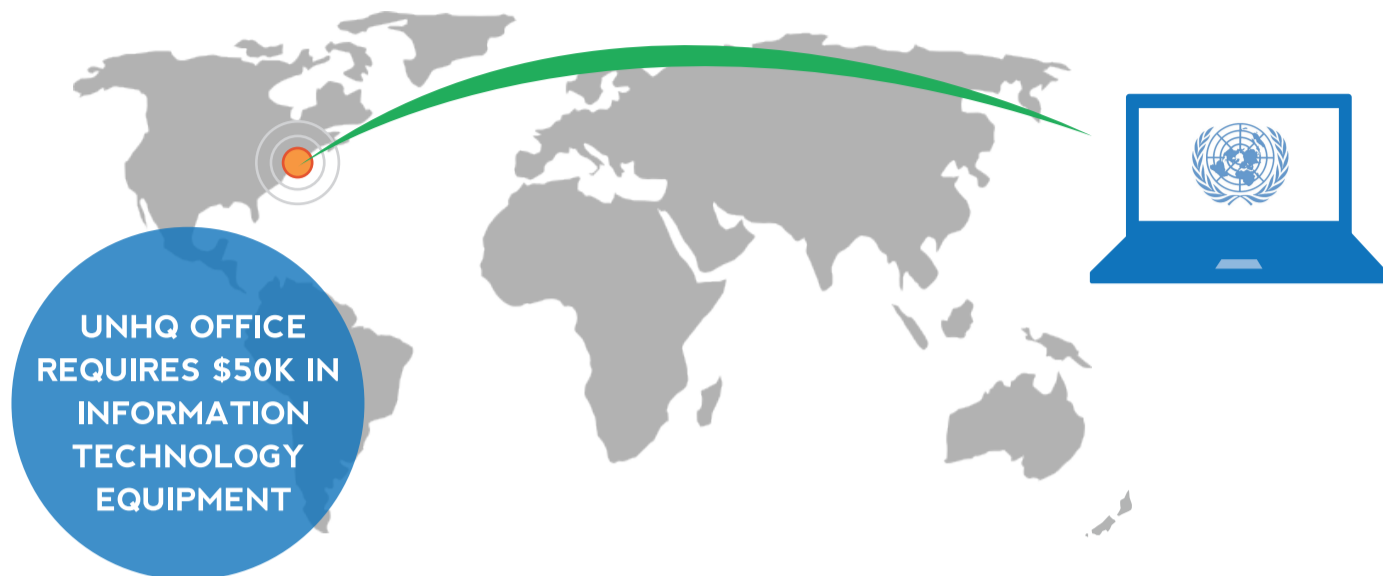 UNHQ OFFICE
REQUIRES $50K IN
INFORMATION
TECHNOLOGY
EQUIPMENT